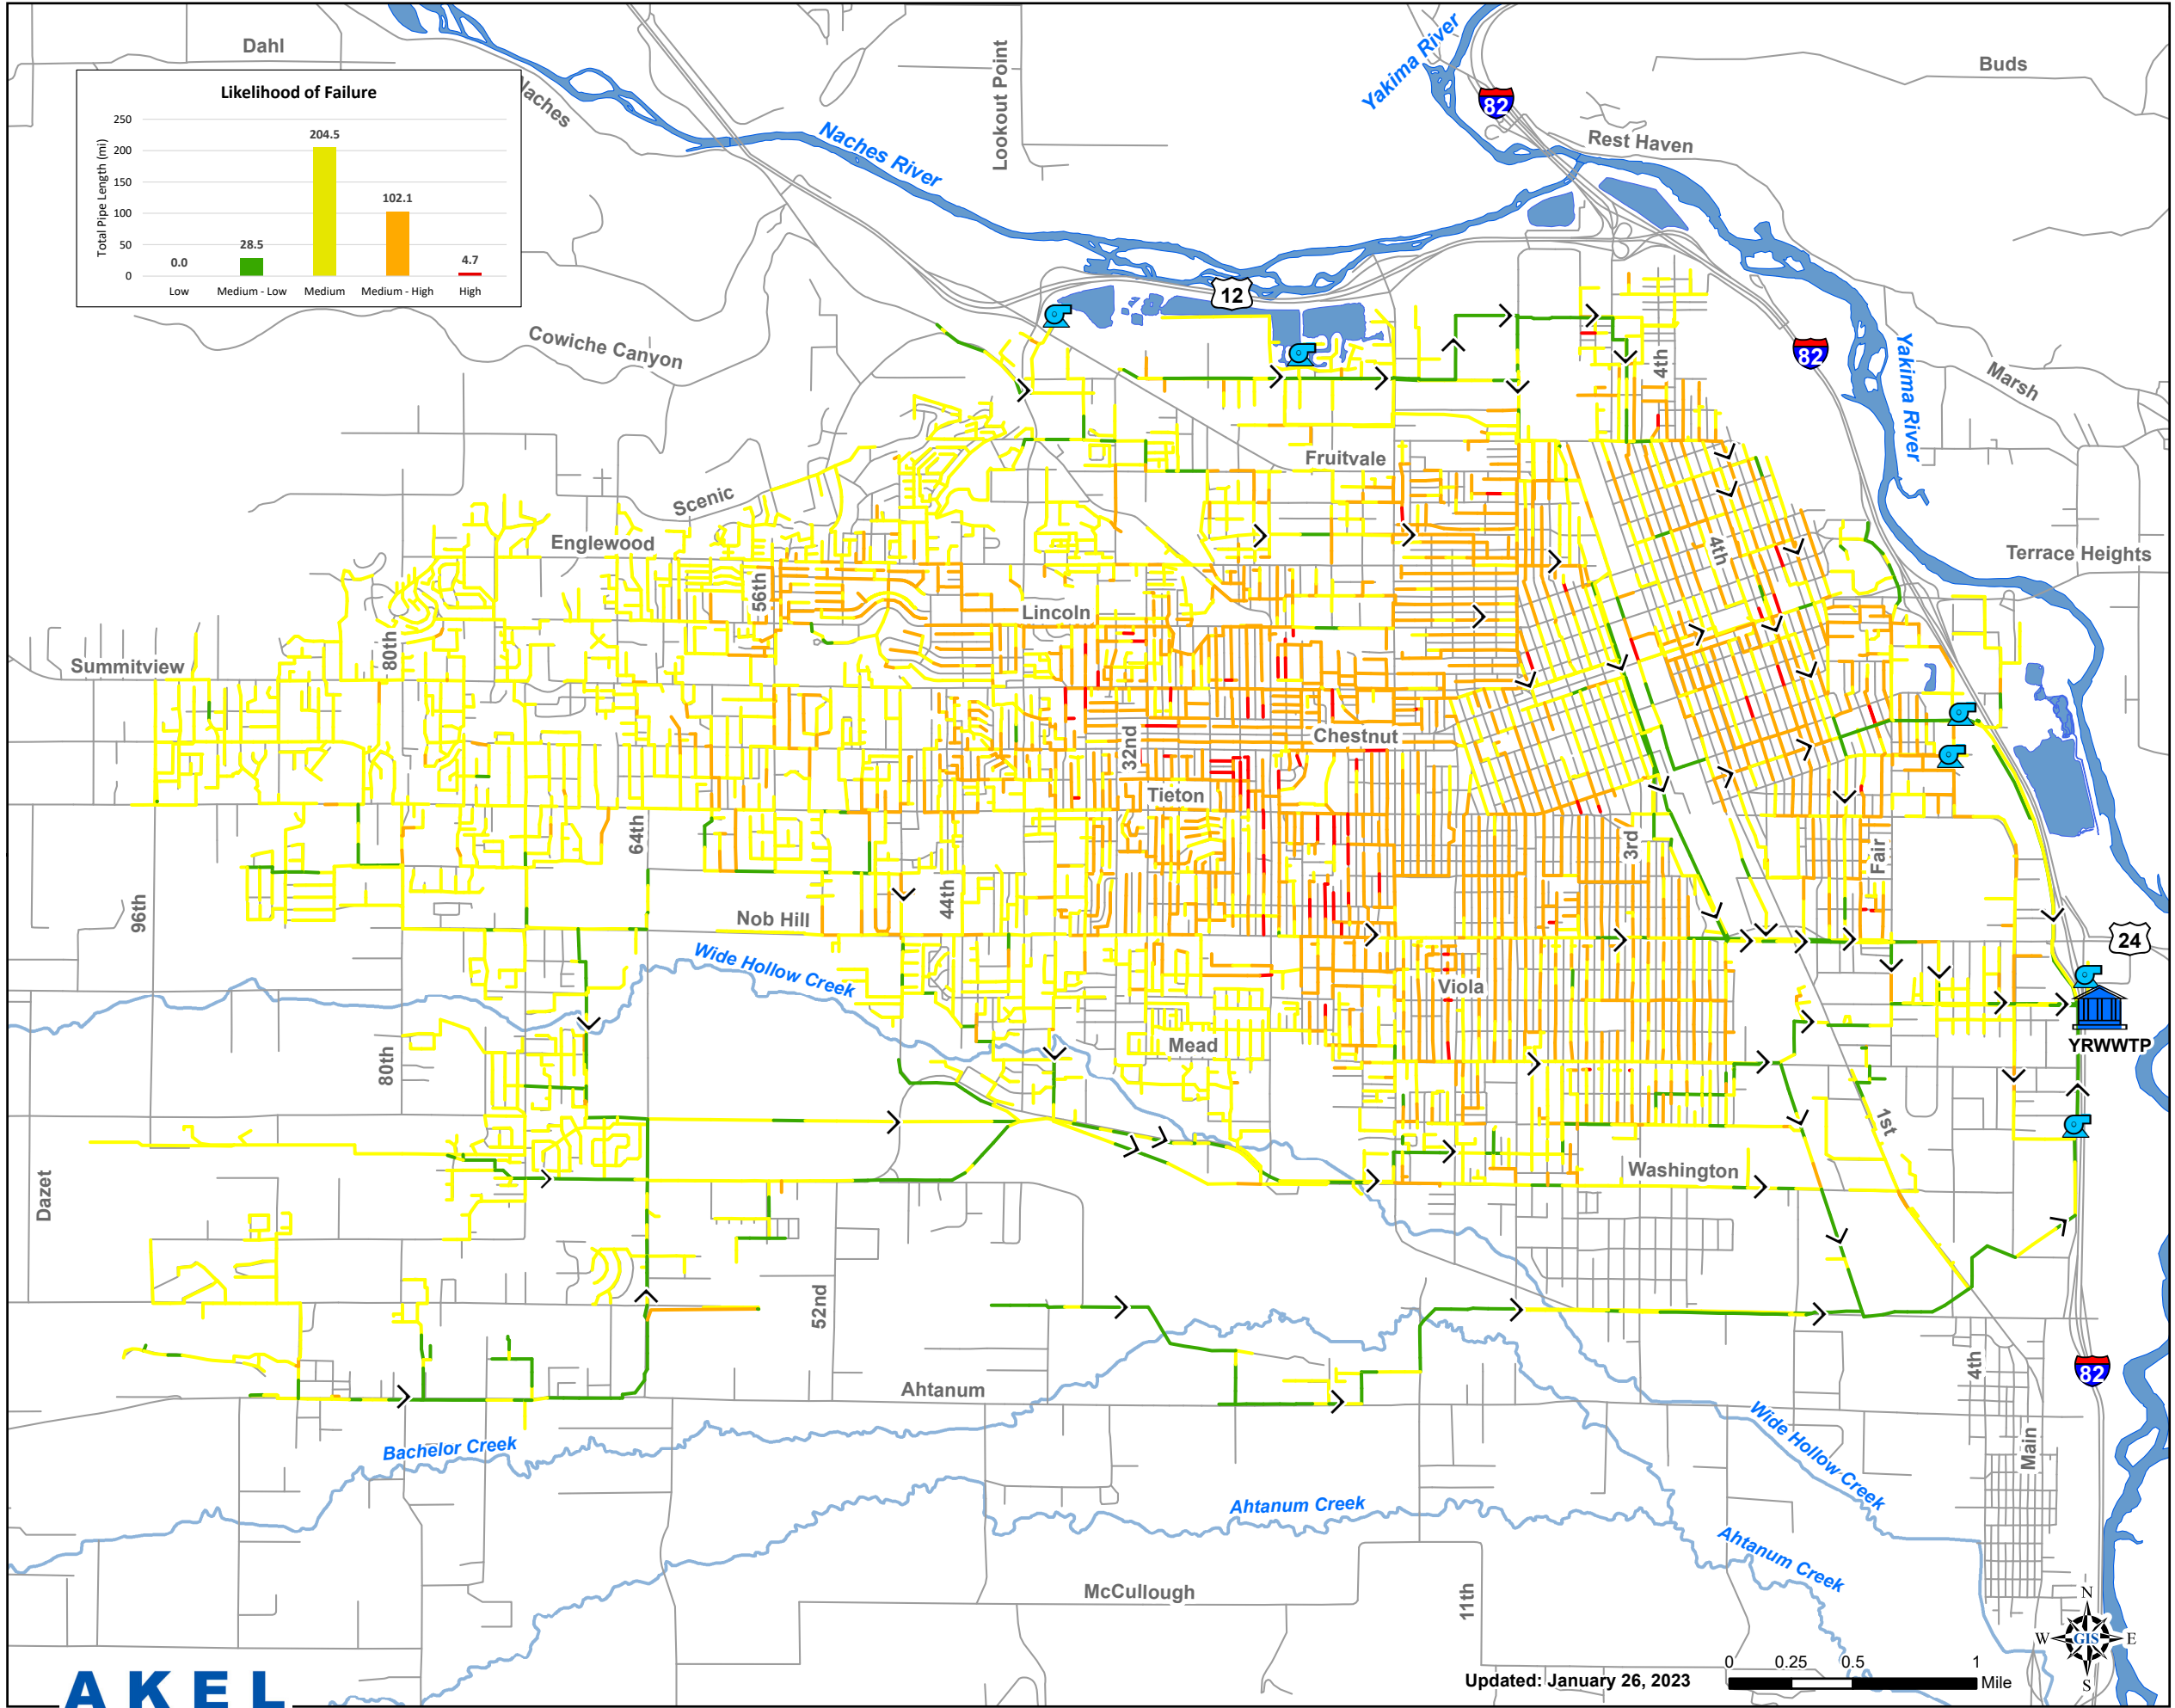 Dahl
Naches
Lookout Point
Yakima River
82
Buds
Rest Haven
Naches River
Likelihood of Failure
Total Pipe Length (mi)
250
200
150
100
50
0
0.0
28.5
204.5
102.1
4.7
Low
Medium - Low
Medium
Medium - High
High
12
82
Yakima River
Marsh
Cowiche Canyon
4th
Fruitvale
Scenic
Englewood
4th
Terrace Heights
56th
Lincoln
80th
Summitview
32nd
Chestnut
Tieton
64th
3rd
Fair
96th
44th
Nob Hill
24
Wide Hollow Creek
Viola
YRWWTP
Mead
80th
1st
Washington
Dazet
52nd
82
4th
Ahtanum
Wide Hollow Creek
Main
Bachelor Creek
Ahtanum Creek
Ahtanum Creek
McCullough
11th
N
W
GIS
E
S
AKEL
Updated: January 26, 2023
0
0.25
0.5
1
Mile